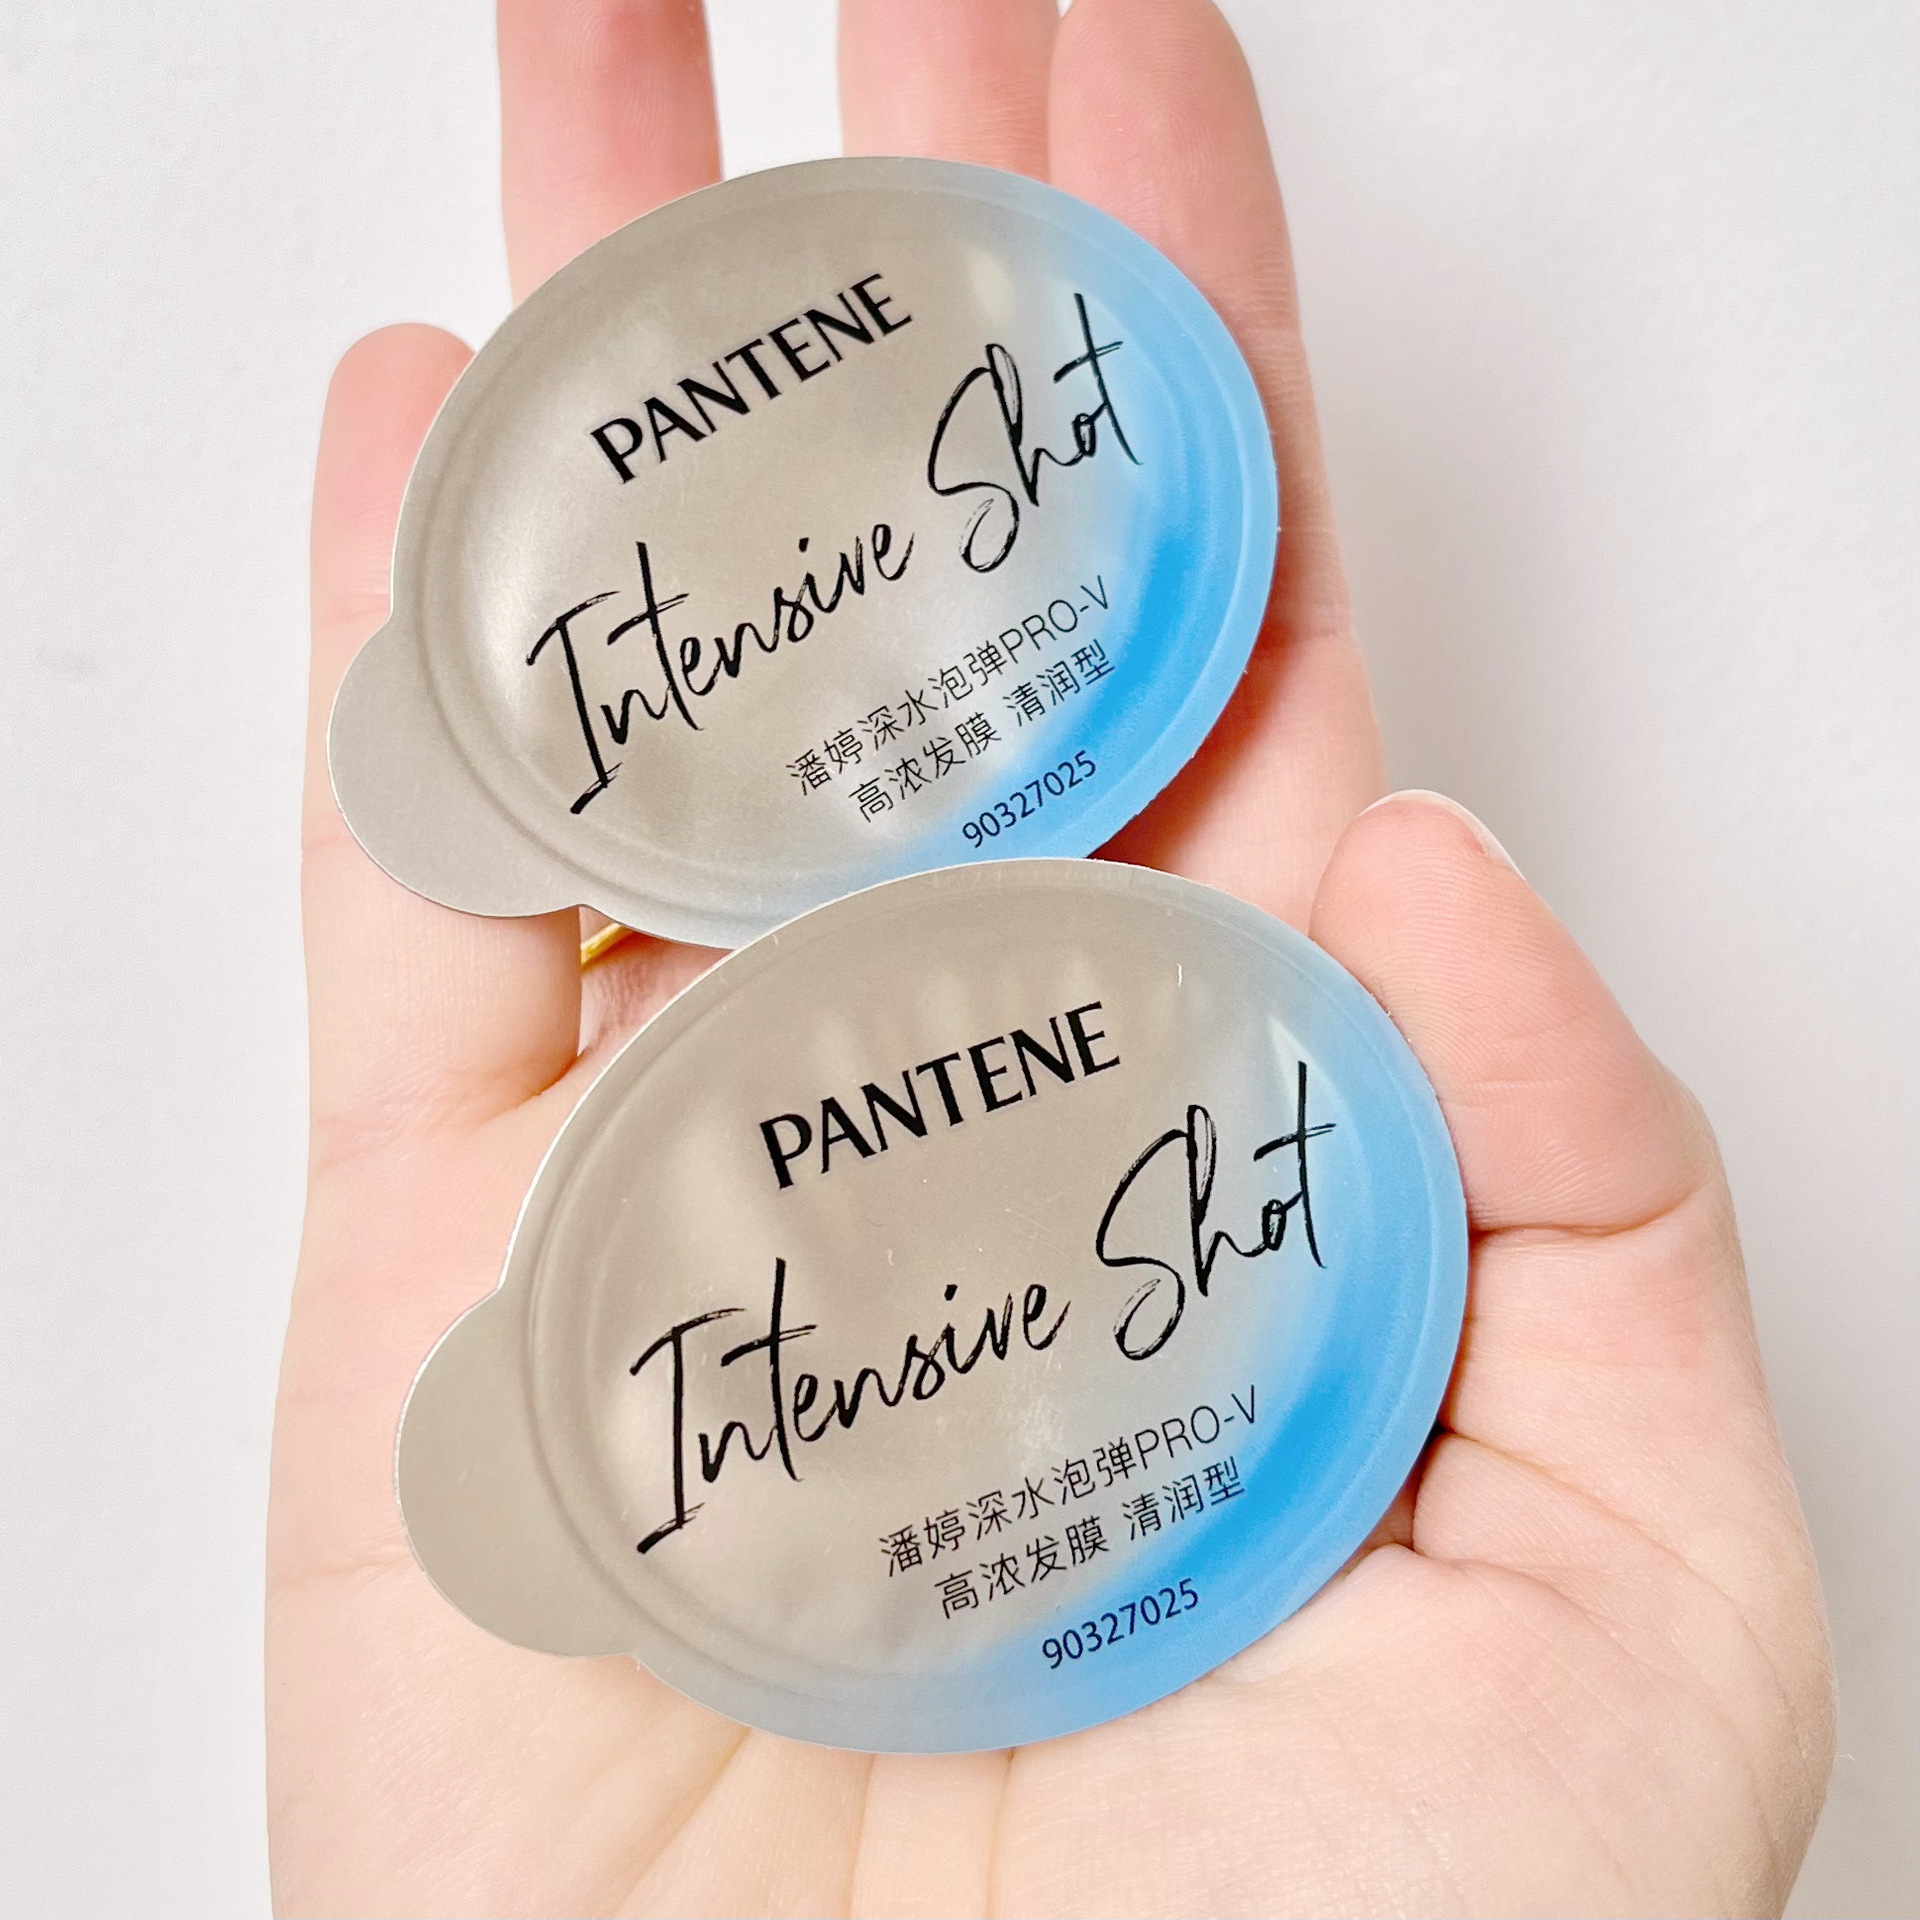 PANTENE
Intensive Shot
潘婷深水泡弹PRO-V
高浓发膜 清润型
90327025
PANTENE
Intensive Shot
潘婷深水泡弹PRO-V
高浓发膜 清润型
90327025